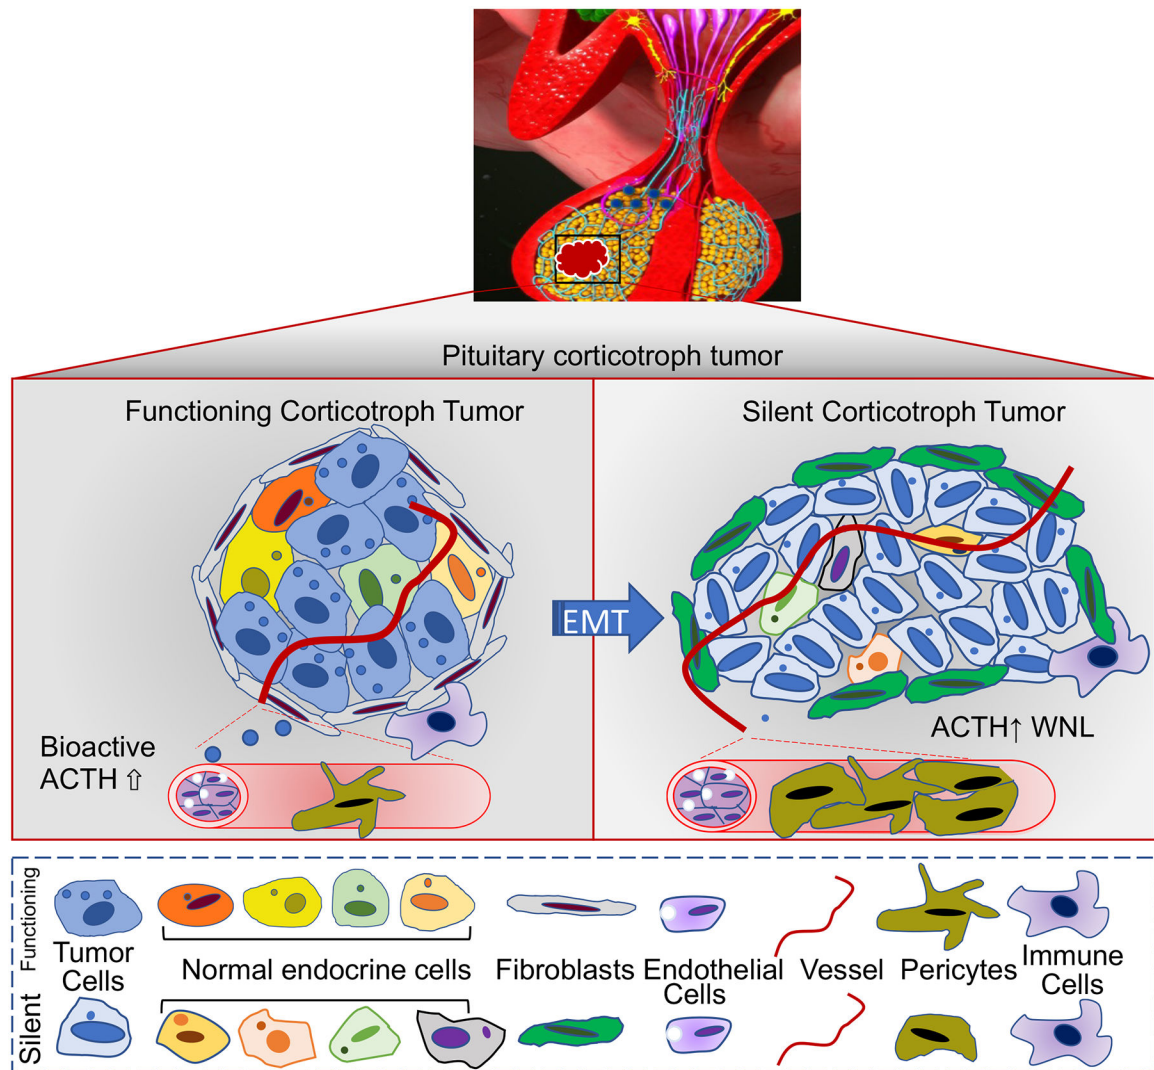 Pituitary corticotroph tumor
Functioning Corticotroph Tumor
Silent Corticotroph Tumor
EMT
Bioactive
ACTH ⇧
ACTH↑ WNL
Functioning
Tumor
Cells
Normal endocrine cells
Fibroblasts
Endothelial
Cells
Vessel
Pericytes
Immune
Cells
Silent